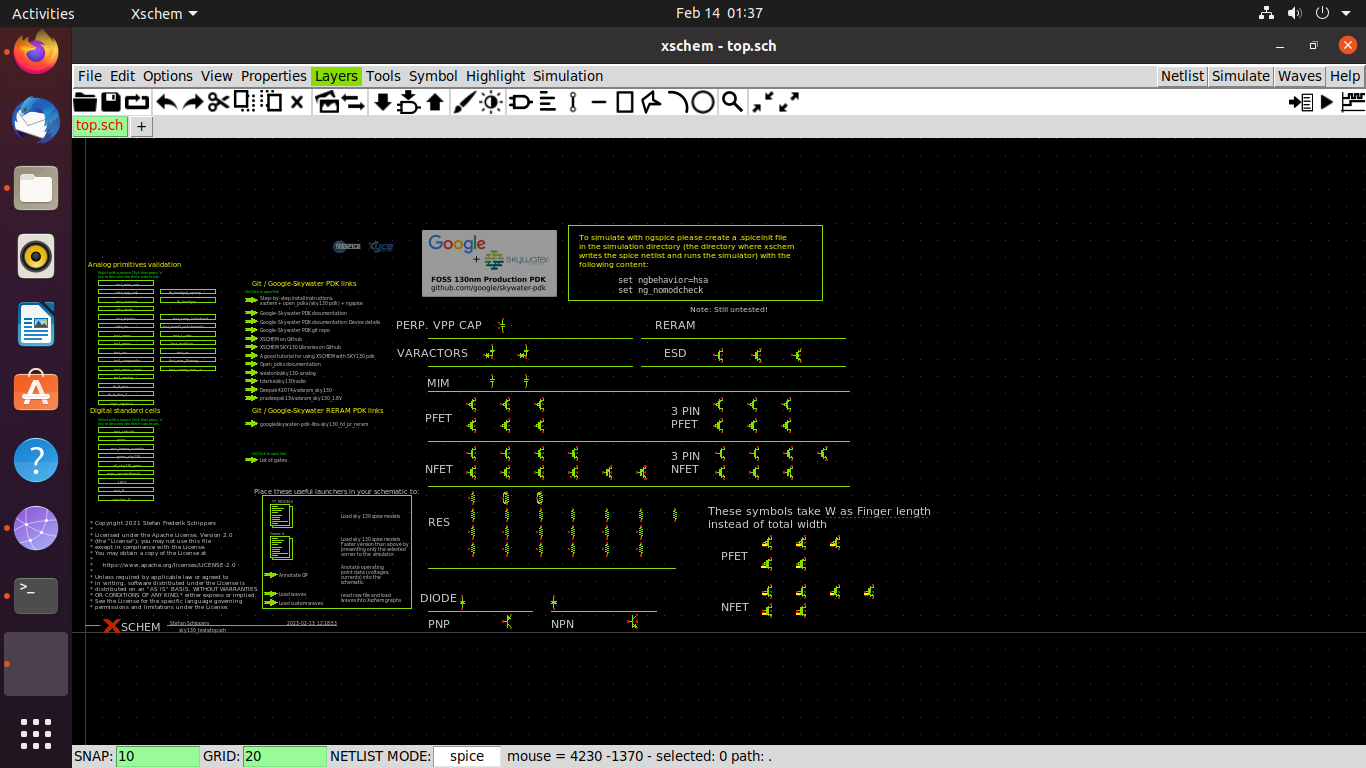 Activities
Xschem
Feb 14 01:37
xschem - top.sch
File Edit Options View Properties Layers Tools Symbol Highlight Simulation
Netlist Simulate Waves Help
top.sch +
NGSPICE Xyce
Google + skywater
FOSS 130nm Production PDK
github.com/google/skywater-pdk
To simulate with ngspice please create a .spiceinit file
in the simulation directory (the directory where xschem
writes the spice netlist and runs the simulator) with the
following content:
set ngbehavior=hsa
set ng_nomodcheck
Note: Still untested!
Analog primitives validation
Git / Google-Skywater PDK links
Step-by-step install instructions.
xschem + open_pdks (sky130 pdk) + ngspice
Google-Skywater PDK documentation
Google-Skywater PDK documentation: Device details
Google-Skywater PDK git repo
XSCHEM on Github
XSCHEM SKY130 Libraries on Github
A good tutorial for using XSCHEM with SKY130 pdk
Open_pdks documentation
westonb/sky130-analog
tdarke/sky130radio
Deepak42074/vsdsram_sky130
pradeepak13/vsdsram_sky130_1.8V
Digital standard cells
Git / Google-Skywater RERAM PDK links
google/skywater-pdk-libs-sky130_fd_pr_reram
List of gates
Place these useful launchers in your schematic to:
TT_MODELS
Load sky 130 spice models
Load sky 130 spice models
Faster version than above by
presenting only the selected
corner to the simulator.
Annotate OP
Anotate operating
point data (voltages,
currents) into the
schematic
Load waves
Load custom waves
read raw file and load
waves into Xschem graphs
PERP. VPP CAP
RERAM
VARACTORS
ESD
MIM
PFET
3 PIN
PFET
NFET
3 PIN
NFET
RES
These symbols take W as Finger length
instead of total width
PFET
NFET
DIODE
PNP
NPN
* Copyright 2021 Stefan Frederik Schippers
*
* Licensed under the Apache License, Version 2.0
* (the "License"); you may not use this file
* except in compliance with the License.
* You may obtain a copy of the License at
*
* https://www.apache.org/licenses/LICENSE-2.0
*
* Unless required by applicable law or agreed to
* in writing, software distributed under the License is
* distributed on an "AS IS" BASIS, WITHOUT WARRANTIES
* OR CONDITIONS OF ANY KIND, either express or implied.
* See the License for the specific language governing
* permissions and limitations under the License.
XSCHEM
Stefan Schippers
2023-02-13 12:18:53
sky130_tests/top.sch
SNAP: 10 GRID: 20 NETLIST MODE: spice mouse = 4230 -1370 - selected: 0 path: .